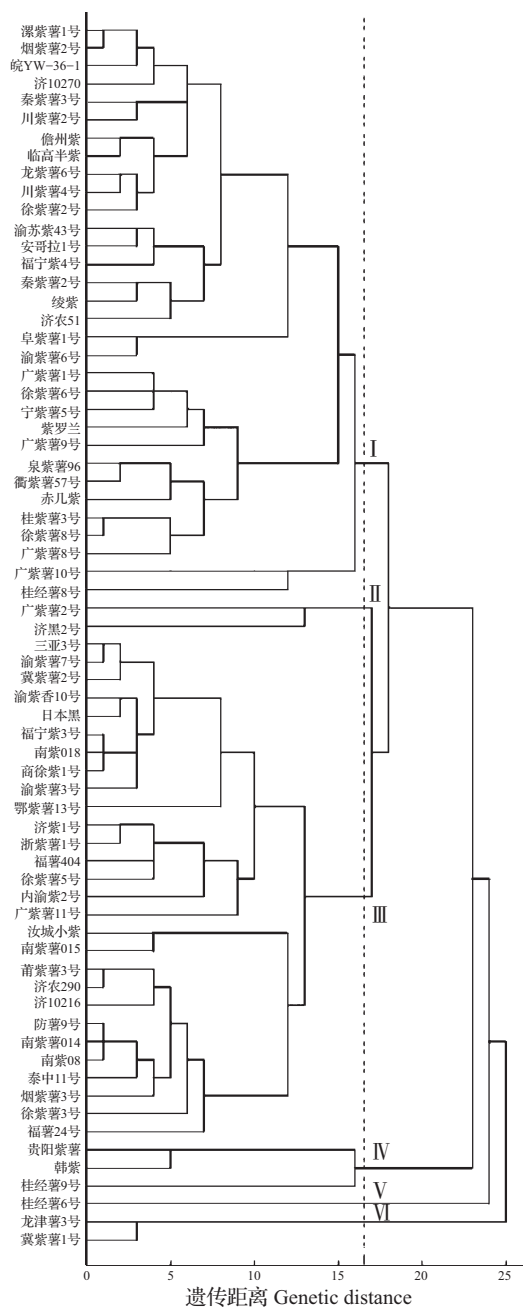 漯紫薯1号
烟紫薯2号
皖YW-36-1
济10270
秦紫薯3号
川紫薯2号
儋州紫
临高半紫
龙紫薯6号
川紫薯4号
徐紫薯2号
渝苏紫43号
安哥拉1号
福宁紫4号
秦紫薯2号
绫紫
济农51
阜紫薯1号
渝紫薯6号
广紫薯1号
徐紫薯6号
宁紫薯5号
紫罗兰
广紫薯9号
Ⅰ
泉紫薯96
衢紫薯57号
赤几紫
桂紫薯3号
徐紫薯8号
广紫薯8号
广紫薯10号
桂经薯8号
Ⅱ
广紫薯2号
济黑2号
三亚3号
渝紫薯7号
冀紫薯2号
渝紫香10号
日本黑
福宁紫3号
南紫018
商徐紫1号
渝紫薯3号
鄂紫薯13号
济紫1号
浙紫薯1号
福薯404
徐紫薯5号
内渝紫2号
广紫薯11号
Ⅲ
汝城小紫
南紫薯015
莆紫薯3号
济农290
济10216
防薯9号
南紫薯014
南紫08
泰中11号
烟紫薯3号
徐紫薯3号
福薯24号
贵阳紫薯
Ⅳ
韩紫
桂经薯9号
Ⅴ
桂经薯6号
Ⅵ
龙津薯3号
冀紫薯1号
0 5 10 15 20 25
遗传距离 Genetic distance